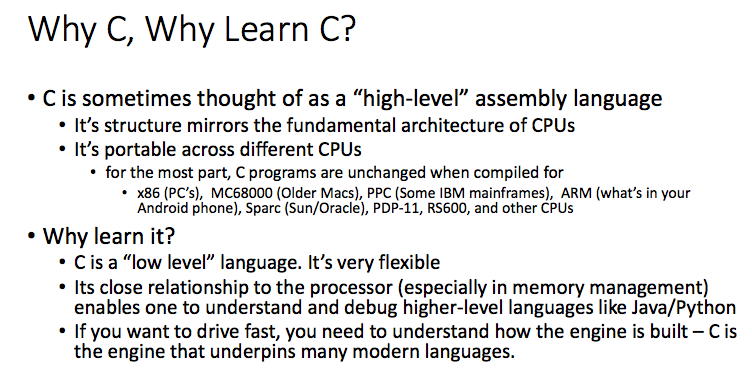 Why C, Why Learn C?
• C is sometimes thought of as a “high-level” assembly language
• It’s structure mirrors the fundamental architecture of CPUs
• It’s portable across different CPUs
• for the most part, C programs are unchanged when compiled for
• x86 (PC’s), MC68000 (Older Macs), PPC (Some IBM mainframes), ARM (what’s in your
Android phone), Sparc (Sun/Oracle), PDP-11, RS600, and other CPUs
• Why learn it?
• C is a “low level” language. It’s very flexible
• Its close relationship to the processor (especially in memory management)
enables one to understand and debug higher-level languages like Java/Python
• If you want to drive fast, you need to understand how the engine is built – C is
the engine that underpins many modern languages.